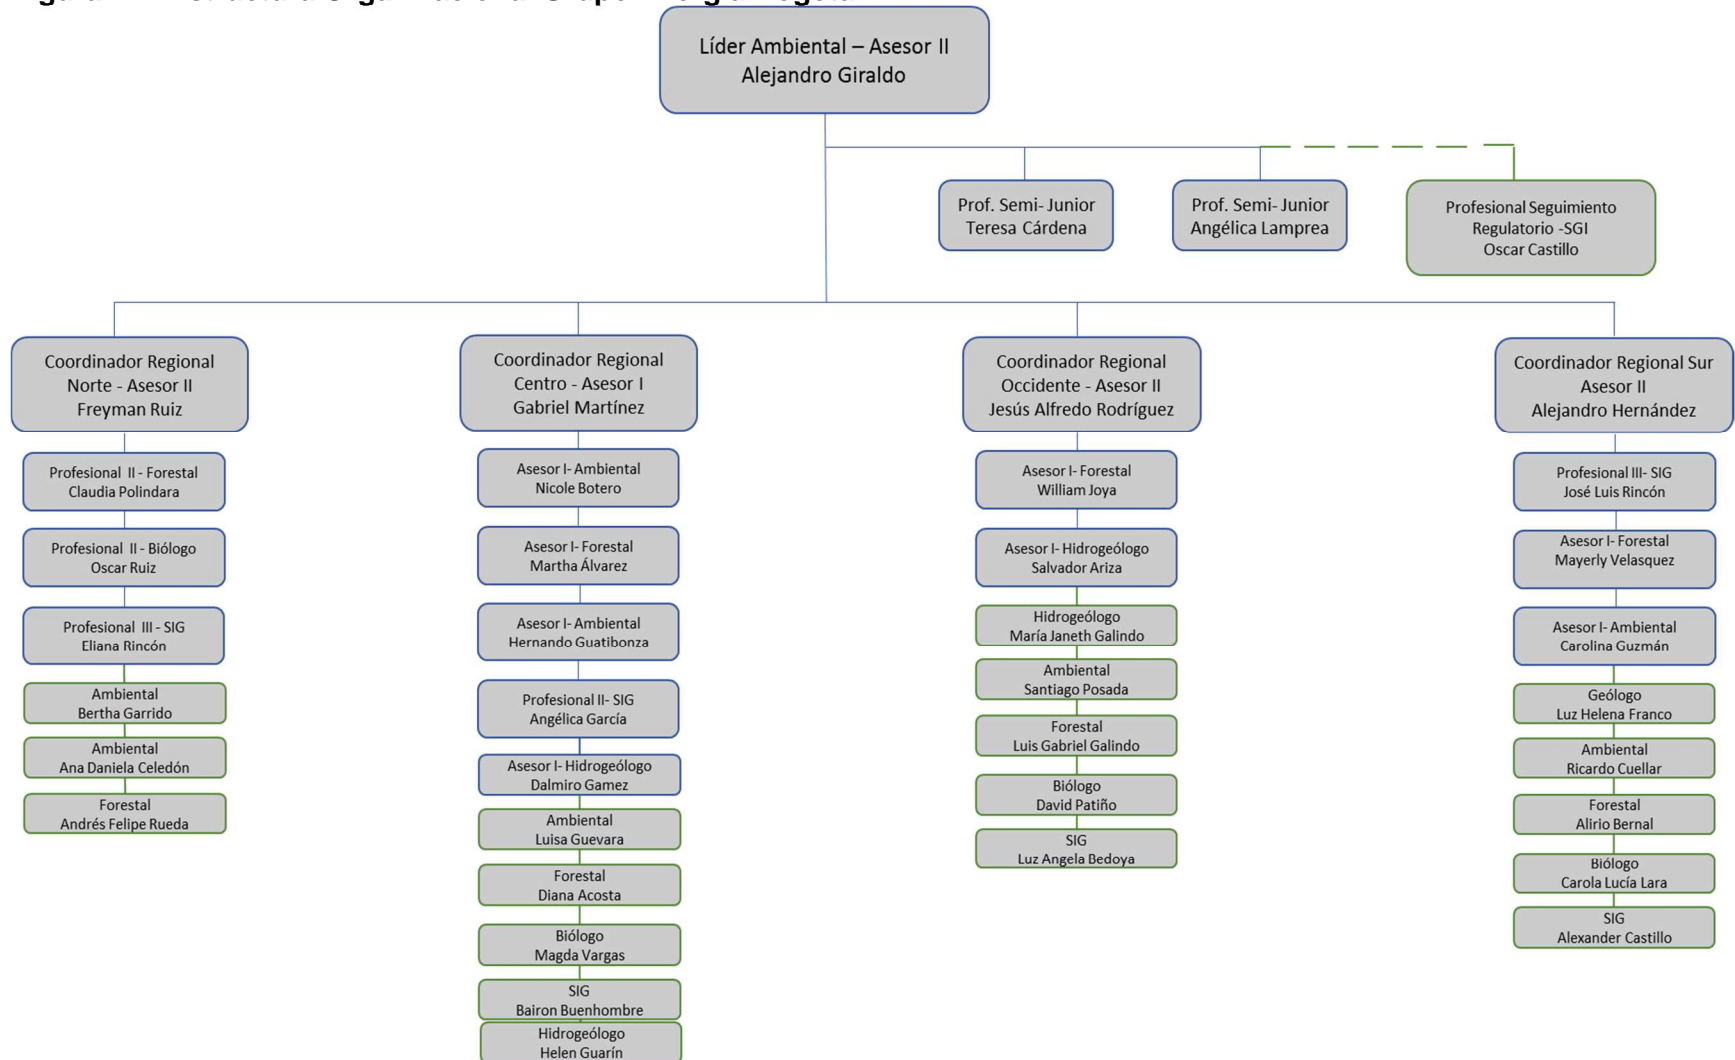 Líder Ambiental – Asesor II
Alejandro Giraldo
Prof. Semi- Junior
Teresa Cárdena
Prof. Semi- Junior
Angélica Lamprea
Profesional Seguimiento
Regulatorio -SGI
Oscar Castillo
Coordinador Regional
Norte - Asesor II
Freyman Ruiz
Profesional II - Forestal
Claudia Polindara
Profesional II - Biólogo
Oscar Ruiz
Profesional III - SIG
Eliana Rincón
Ambiental
Bertha Garrido
Ambiental
Ana Daniela Celedón
Forestal
Andrés Felipe Rueda
Coordinador Regional
Centro - Asesor I
Gabriel Martínez
Asesor I- Ambiental
Nicole Botero
Asesor I- Forestal
Martha Álvarez
Asesor I- Ambiental
Hernando Guatibonza
Profesional II- SIG
Angélica García
Asesor I- Hidrogeólogo
Dalmiro Gamez
Ambiental
Luisa Guevara
Forestal
Diana Acosta
Biólogo
Magda Vargas
SIG
Bairon Buenhombre
Hidrogeólogo
Helen Guarín
Coordinador Regional
Occidente - Asesor II
Jesús Alfredo Rodríguez
Asesor I- Forestal
William Joya
Asesor I- Hidrogeólogo
Salvador Ariza
Hidrogeólogo
María Janeth Galindo
Ambiental
Santiago Posada
Forestal
Luis Gabriel Galindo
Biólogo
David Patiño
SIG
Luz Angela Bedoya
Coordinador Regional Sur
Asesor II
Alejandro Hernández
Profesional III- SIG
José Luis Rincón
Asesor I- Forestal
Mayerly Velasquez
Asesor I- Ambiental
Carolina Guzmán
Geólogo
Luz Helena Franco
Ambiental
Ricardo Cuellar
Forestal
Alirio Bernal
Biólogo
Carola Lucía Lara
SIG
Alexander Castillo